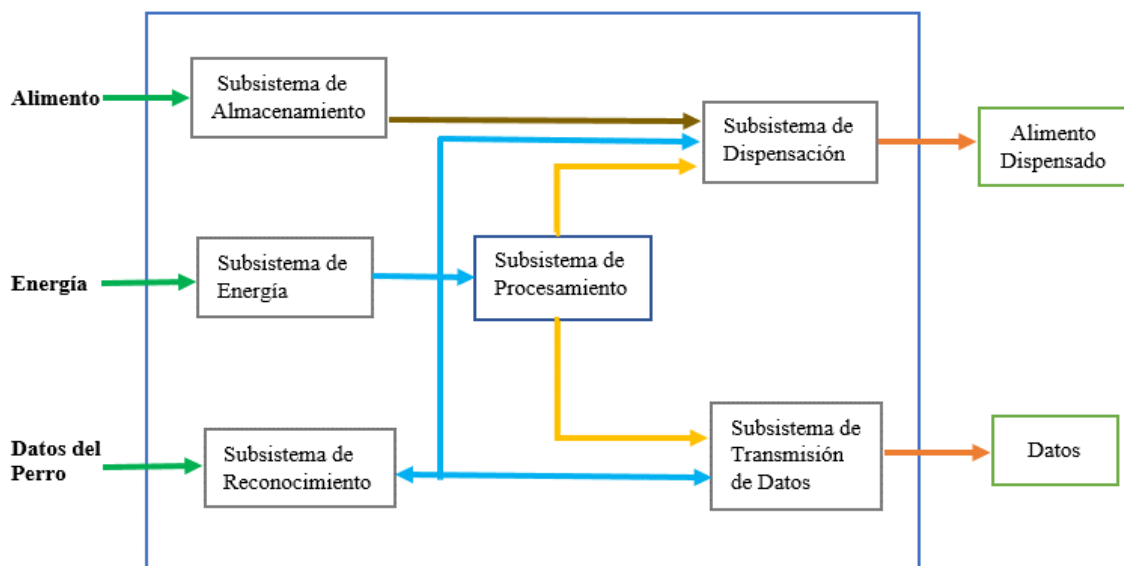 Alimento
Subsistema de
Almacenamiento
Subsistema de
Dispensación
Alimento
Dispensado
Energía
Subsistema de
Energía
Subsistema de
Procesamiento
Datos del
Perro
Subsistema de
Reconocimiento
Subsistema de
Transmisión
de Datos
Datos